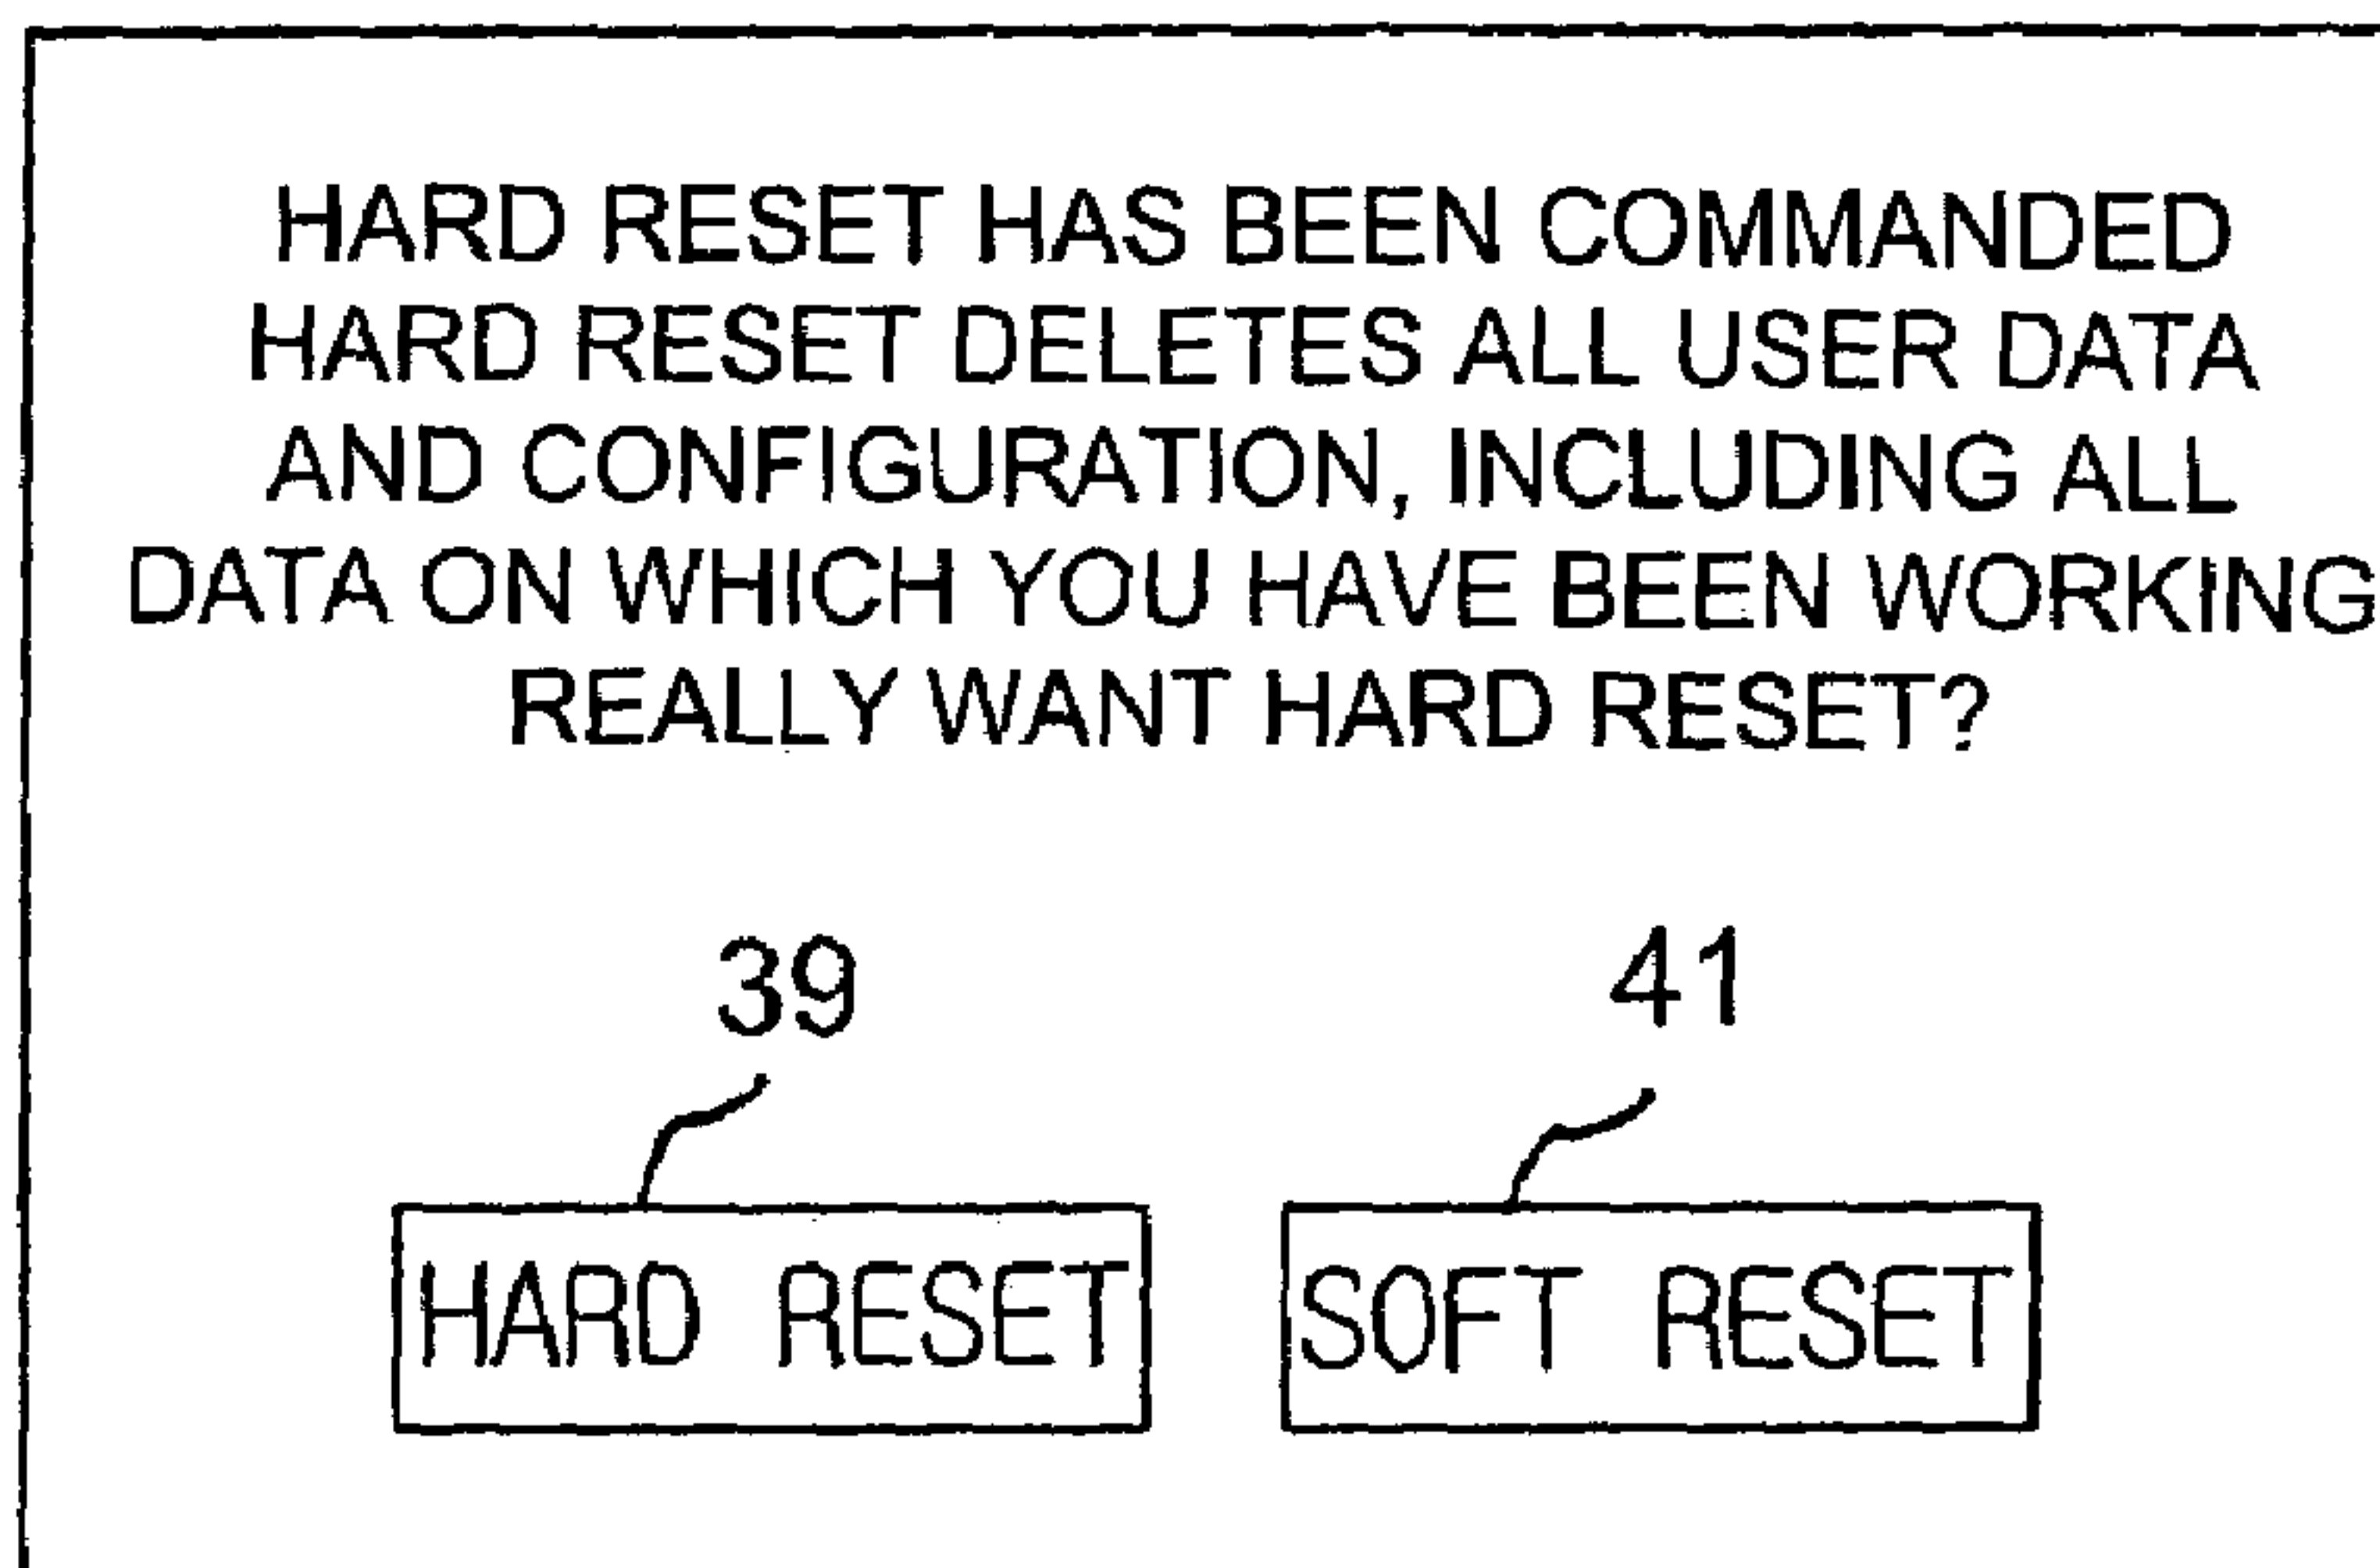 HARD RESET HAS BEEN COMMANDED
HARD RESET DELETES ALL USER DATA
AND CONFIGURATION, INCLUDING ALL
DATA ON WHICH YOU HAVE BEEN WORKING
REALLY WANT HARD RESET?
39 41
HARD RESET SOFT RESET